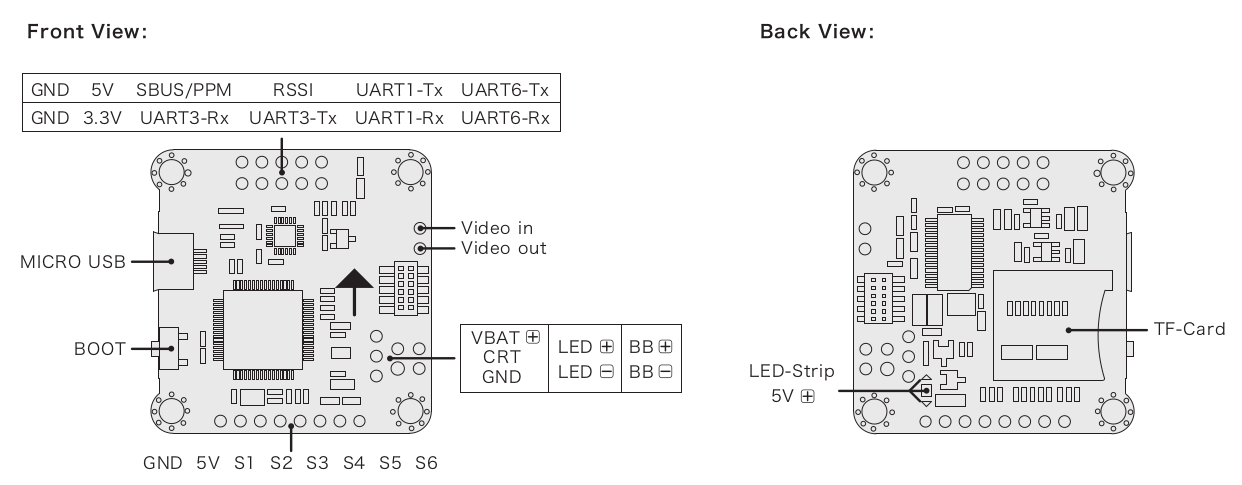 Front View:
Back View:
GND 5V SBUS/PPM RSSI UART1-Tx UART6-Tx
GND 3.3V UART3-Rx UART3-Tx UART1-Rx UART6-Rx
Video in
Video out
MICRO USB
BOOT
VBAT +
CRT
GND
LED +
LED −
BB +
BB −
GND 5V S1 S2 S3 S4 S5 S6
TF-Card
LED-Strip
5V +